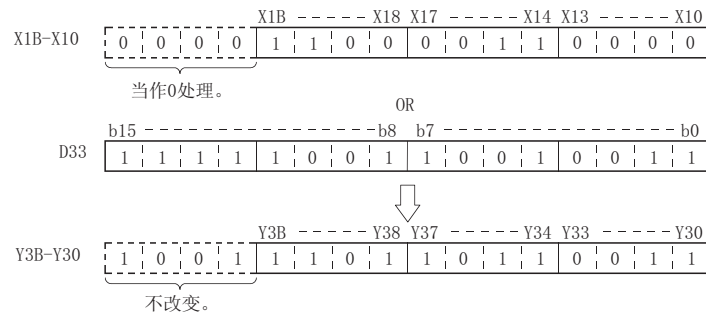 X1B ----- X18 X17 ----- X14 X13 ----- X10
X1B-X10 0 0 0 0 1 1 0 0 0 0 1 1 0 0 0 0
当作0处理。
OR
b15 ----- b8 b7 ----- b0
D33 1 1 1 1 1 0 0 1 1 0 0 1 0 0 1 1
Y3B ----- Y38 Y37 ----- Y34 Y33 ----- Y30
Y3B-Y30 1 0 0 1 1 1 0 1 1 0 1 1 0 0 1 1
不改变。